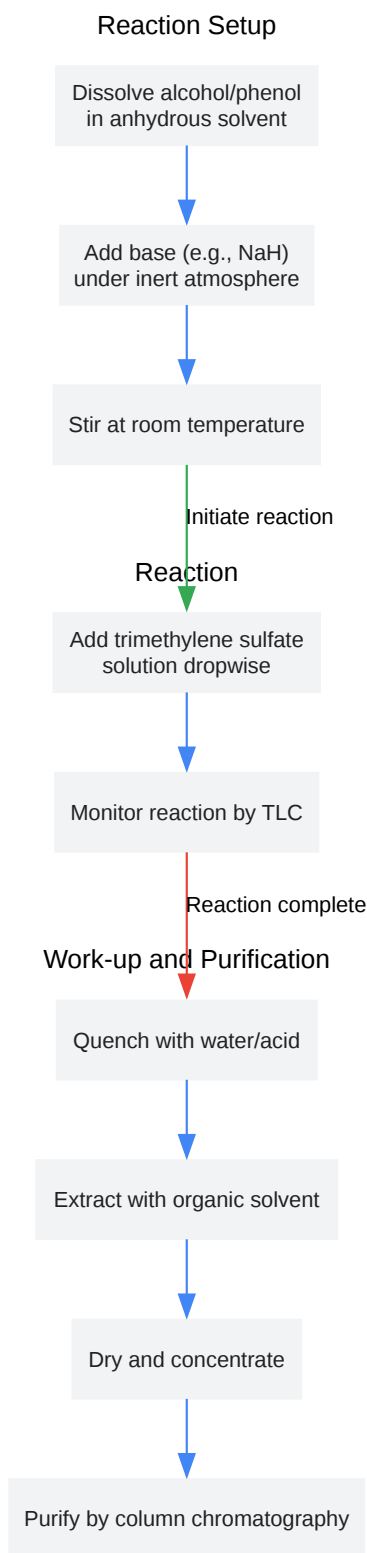 Reaction Setup
Dissolve alcohol/phenol
in anhydrous solvent
Add base (e.g., NaH)
under inert atmosphere
Stir at room temperature
Initiate reaction
Reaction
Add trimethylene sulfate
solution dropwise
Monitor reaction by TLC
Reaction complete
Work-up and Purification
Quench with water/acid
Extract with organic solvent
Dry and concentrate
Purify by column chromatography